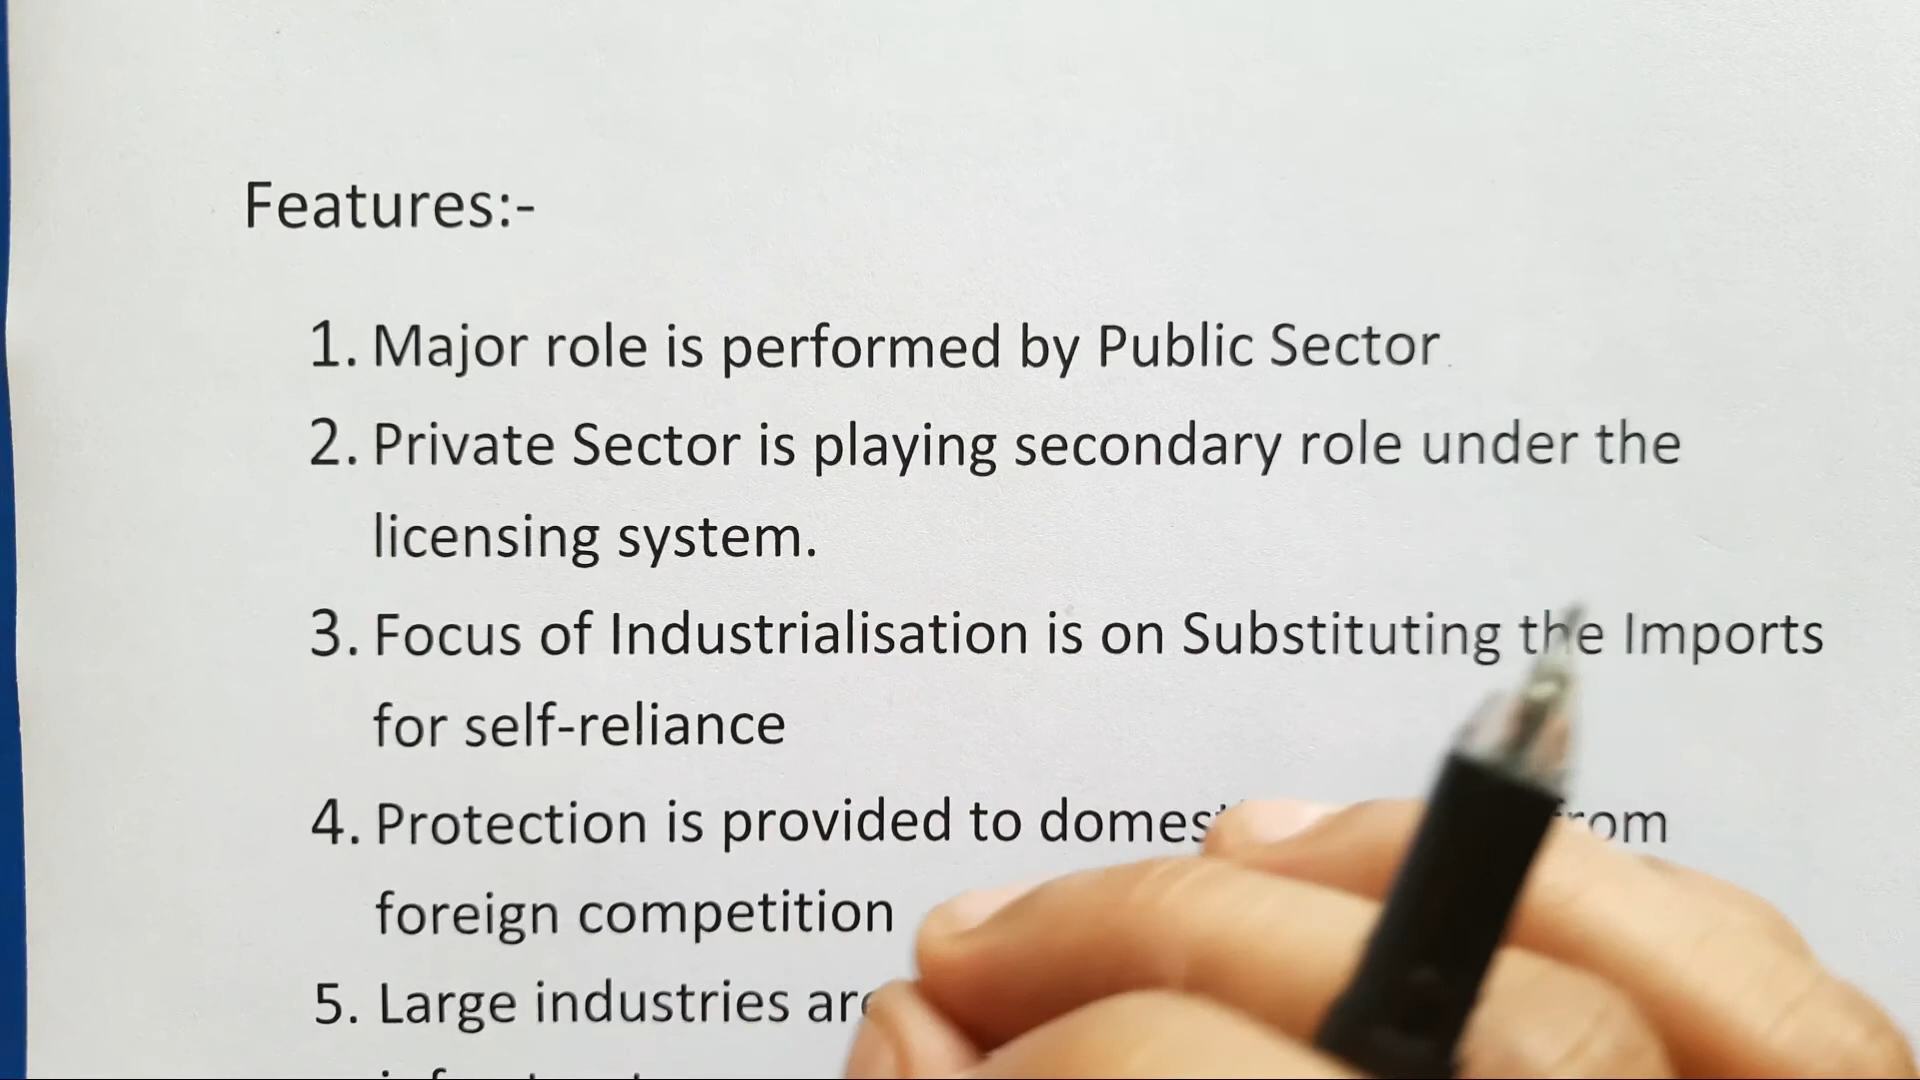 Features:-
1. Major role is performed by Public Sector
2. Private Sector is playing secondary role under the
licensing system.
3. Focus of Industrialisation is on Substituting the Imports
for self-reliance
4. Protection is provided to from
foreign competition
5. Large industries are